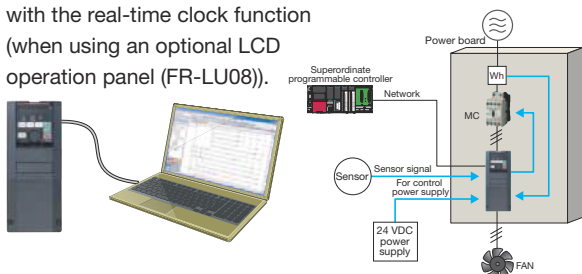 with the real-time clock function
(when using an optional LCD
operation panel (FR-LU08)).
Power board
Superordinate
programmable controller
Wh
Network
MC
Sensor
Sensor signal
For control
power supply
24 VDC
power
supply
FAN